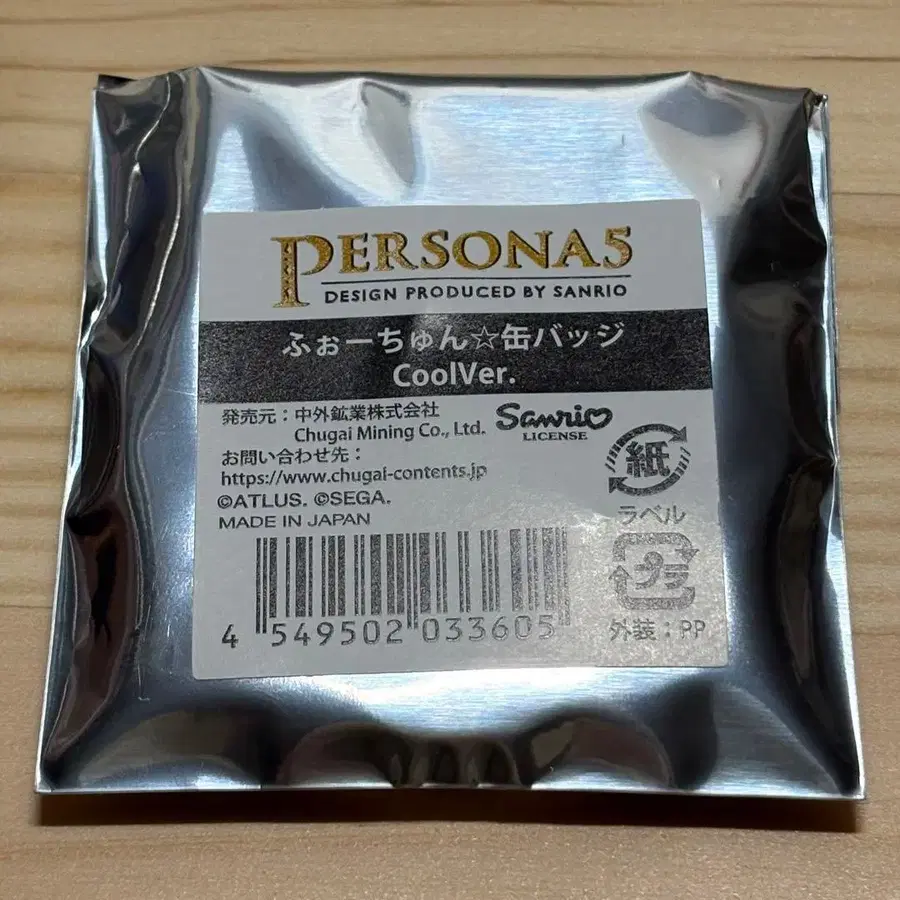 PERSONA5
DESIGN PRODUCED BY SANRIO
ふぉーちゅん☆缶バッジ
CoolVer.
発売元：中外鉱業株式会社
Chugai Mining Co., Ltd.
Sanrio
LICENSE
お問い合わせ先：
https://www.chugai-contents.jp
©ATLUS. ©SEGA.
MADE IN JAPAN
紙
ラベル
プラ
外装：PP
4 549502 033605